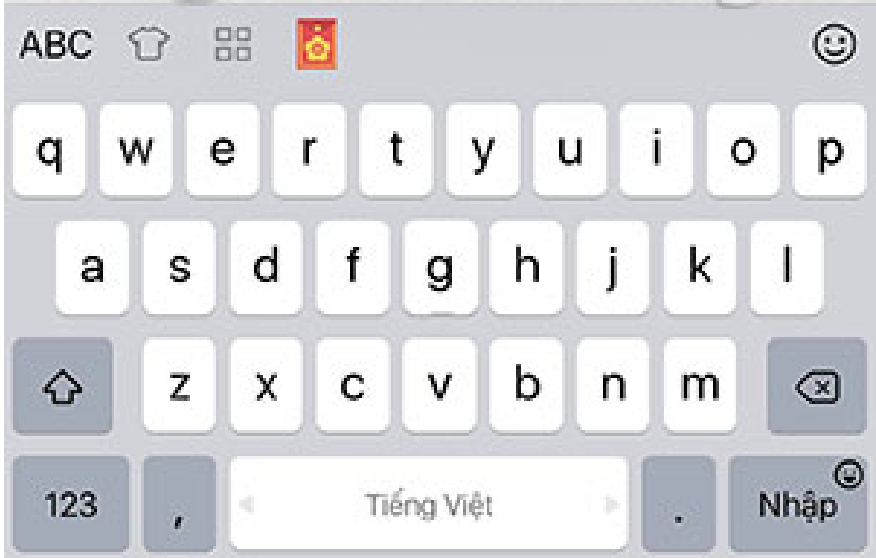 ABC
q w e r t y u i o p
a s d f g h j k l
z x c v b n m
123 , Tiếng Việt . Nhập